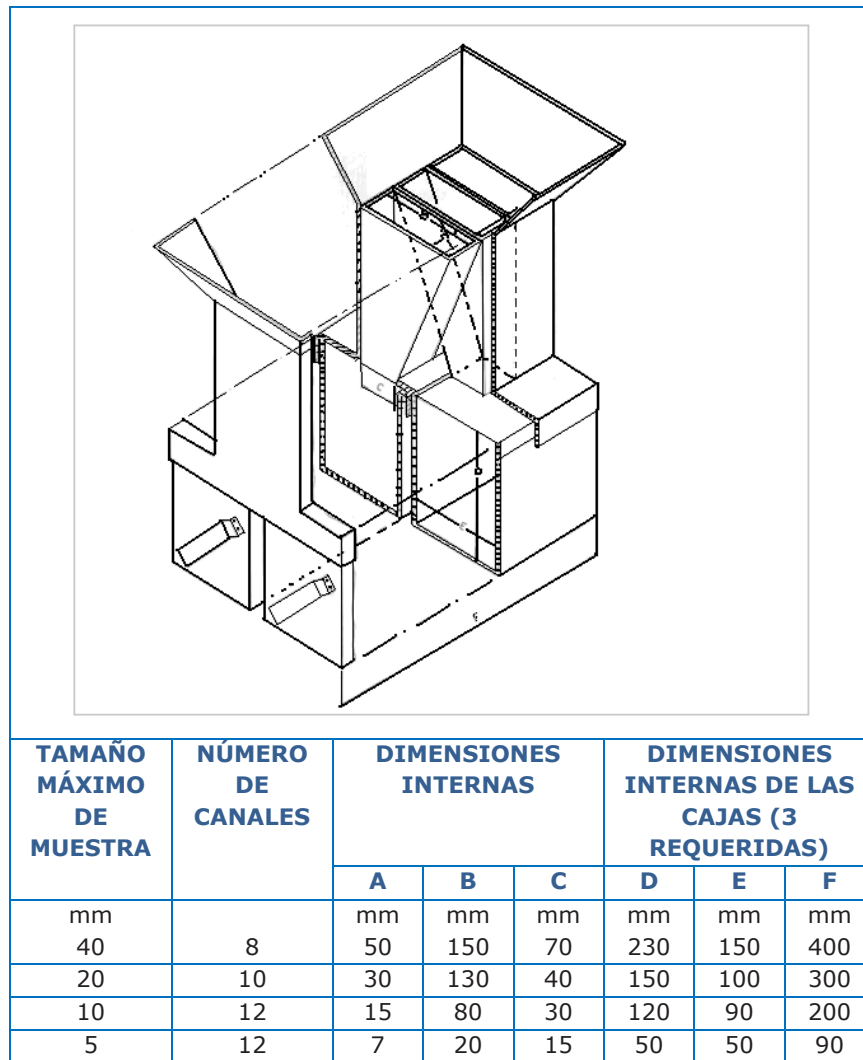 B
C
D
E
F
TAMAÑO MÁXIMO DE MUESTRA
NÚMERO DE CANALES
DIMENSIONES INTERNAS
DIMENSIONES INTERNAS DE LAS CAJAS (3 REQUERIDAS)
A B C D E F
mm mm mm mm mm mm mm
40 8 50 150 70 230 150 400
20 10 30 130 40 150 100 300
10 12 15 80 30 120 90 200
5 12 7 20 15 50 50 90